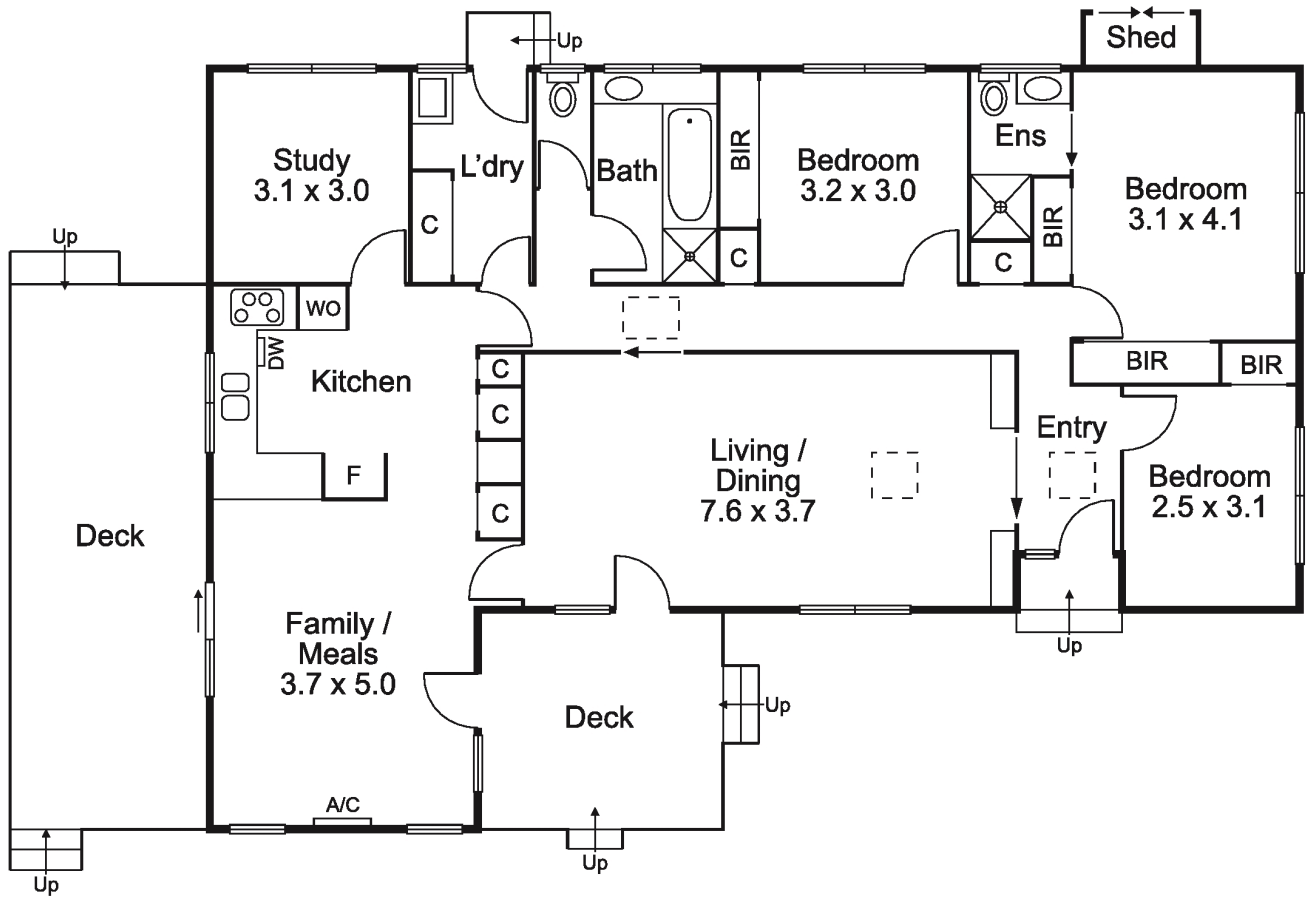 Up
Shed
Study
3.1 x 3.0
L'dry
C
Bath
BIR
C
Bedroom
3.2 x 3.0
Ens
BIR
C
Bedroom
3.1 x 4.1
Up
WO
DW
Kitchen
F
C
C
C
Living /
Dining
7.6 x 3.7
BIR
BIR
Entry
Bedroom
2.5 x 3.1
Deck
Family /
Meals
3.7 x 5.0
A/C
Deck
Up
Up
Up
Up